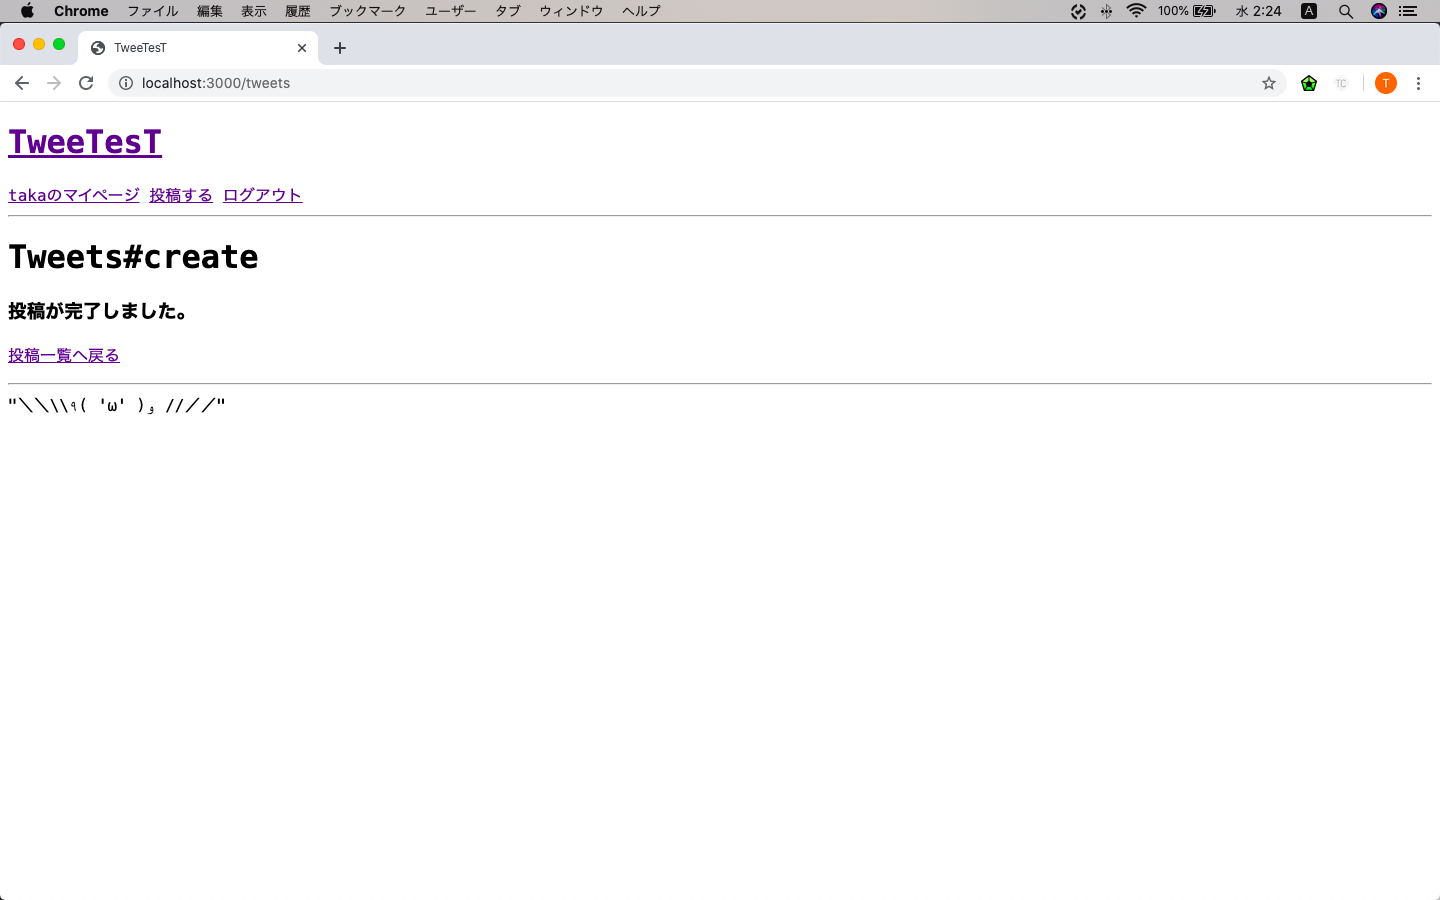 Chrome ファイル 編集 表示 履歴 ブックマーク ユーザー タブ ウィンドウ ヘルプ 100% 水 2:24 A
TweeTesT
localhost:3000/tweets TC T
TweeTesT
takaのマイページ 投稿する ログアウト
Tweets#create
投稿が完了しました。
投稿一覧へ戻る
"＼＼\\٩( 'ω' )و //／／"